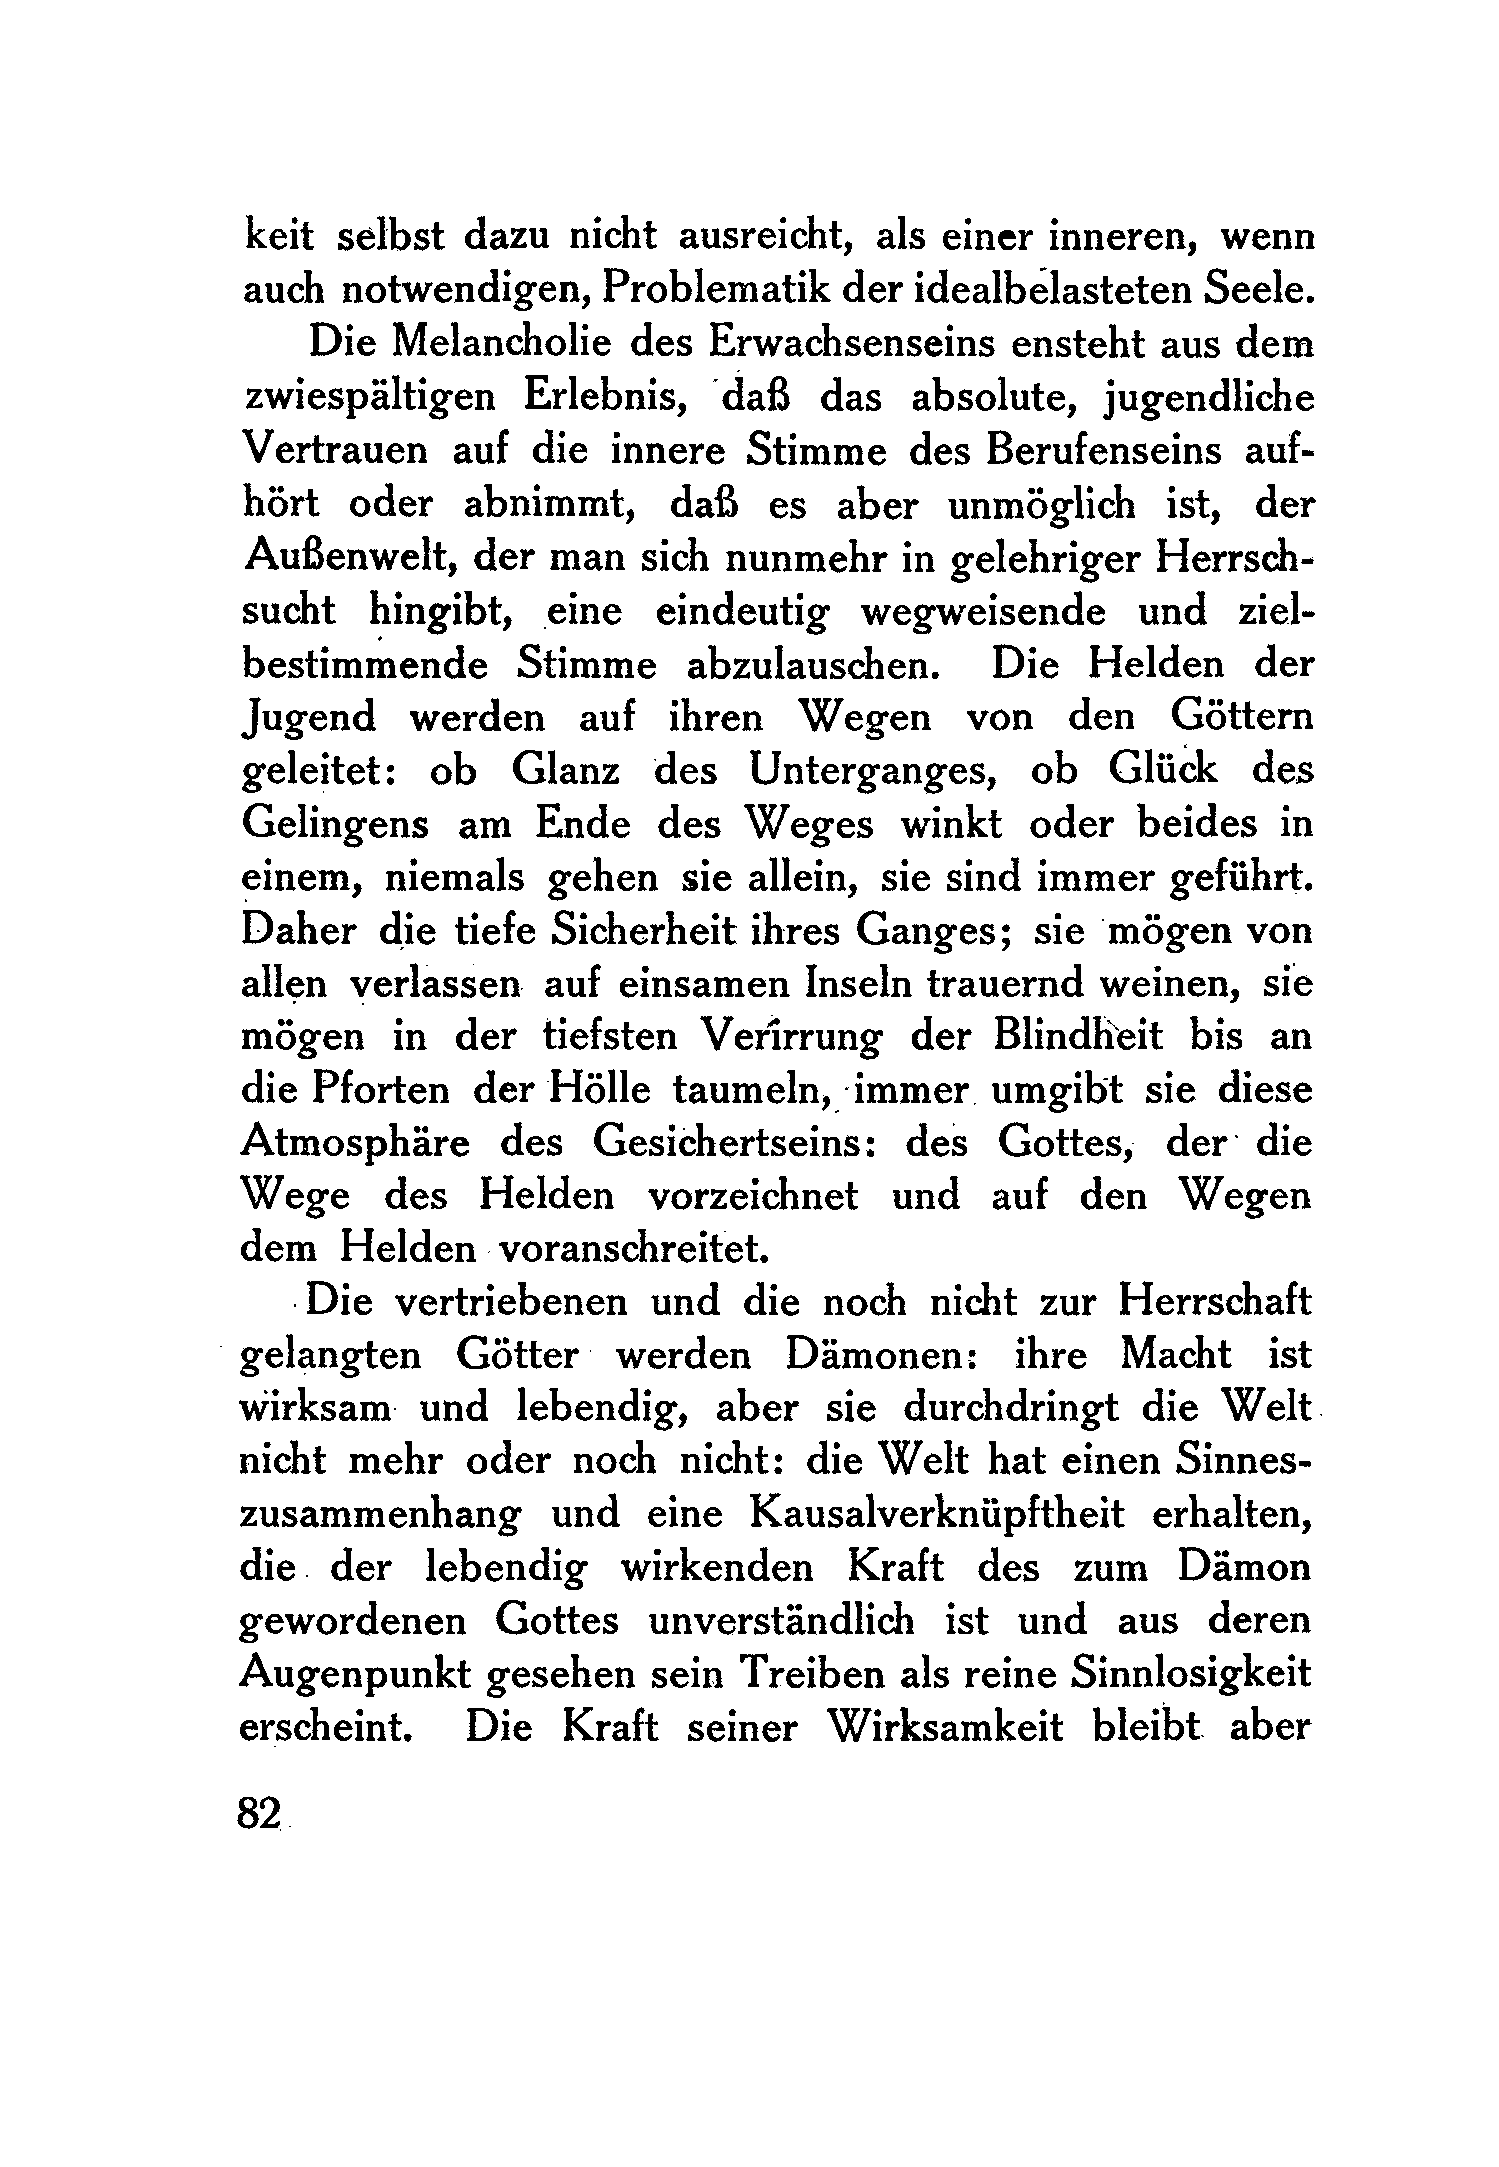 keit selbst dazu nicht ausreicht, als einer inneren, wenn
auch notwendigen, Problematik der idealbelasteten Seele.
Die Melancholie des Erwachsenseins ensteht aus dem
zwiespältigen Erlebnis, daß das absolute, jugendliche
Vertrauen auf die innere Stimme des Berufenseins auf-
hört oder abnimmt, daß es aber unmöglich ist, der
Außenwelt, der man sich nunmehr in gelehriger Herrsch-
sucht hingibt, eine eindeutig wegweisende und ziel-
bestimmende Stimme abzulauschen. Die Helden der
Jugend werden auf ihren Wegen von den Göttern
geleitet: ob Glanz des Unterganges, ob Glück des
Gelingens am Ende des Weges winkt oder beides in
einem, niemals gehen sie allein, sie sind immer geführt.
Daher die tiefe Sicherheit ihres Ganges; sie mögen von
allen verlassen auf einsamen Inseln trauernd weinen, sie
mögen in der tiefsten Verirrung der Blindheit bis an
die Pforten der Hölle taumeln, immer umgibt sie diese
Atmosphäre des Gesichertseins: des Gottes, der die
Wege des Helden vorzeichnet und auf den Wegen
dem Helden voranschreitet.
Die vertriebenen und die noch nicht zur Herrschaft
gelangten Götter werden Dämonen: ihre Macht ist
wirksam und lebendig, aber sie durchdringt die Welt
nicht mehr oder noch nicht: die Welt hat einen Sinnes-
zusammenhang und eine Kausalverknüpftheit erhalten,
die der lebendig wirkenden Kraft des zum Dämon
gewordenen Gottes unverständlich ist und aus deren
Augenpunkt gesehen sein Treiben als reine Sinnlosigkeit
erscheint. Die Kraft seiner Wirksamkeit bleibt aber
82